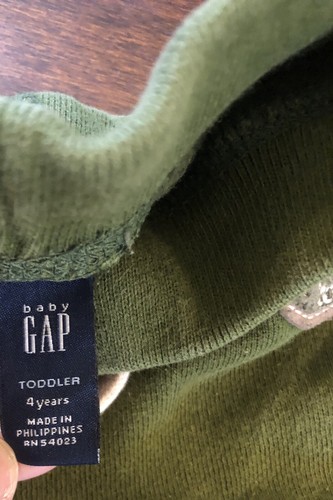 baby
GAP
TODDLER
4 years
MADE IN
PHILIPPINES
RN 54023